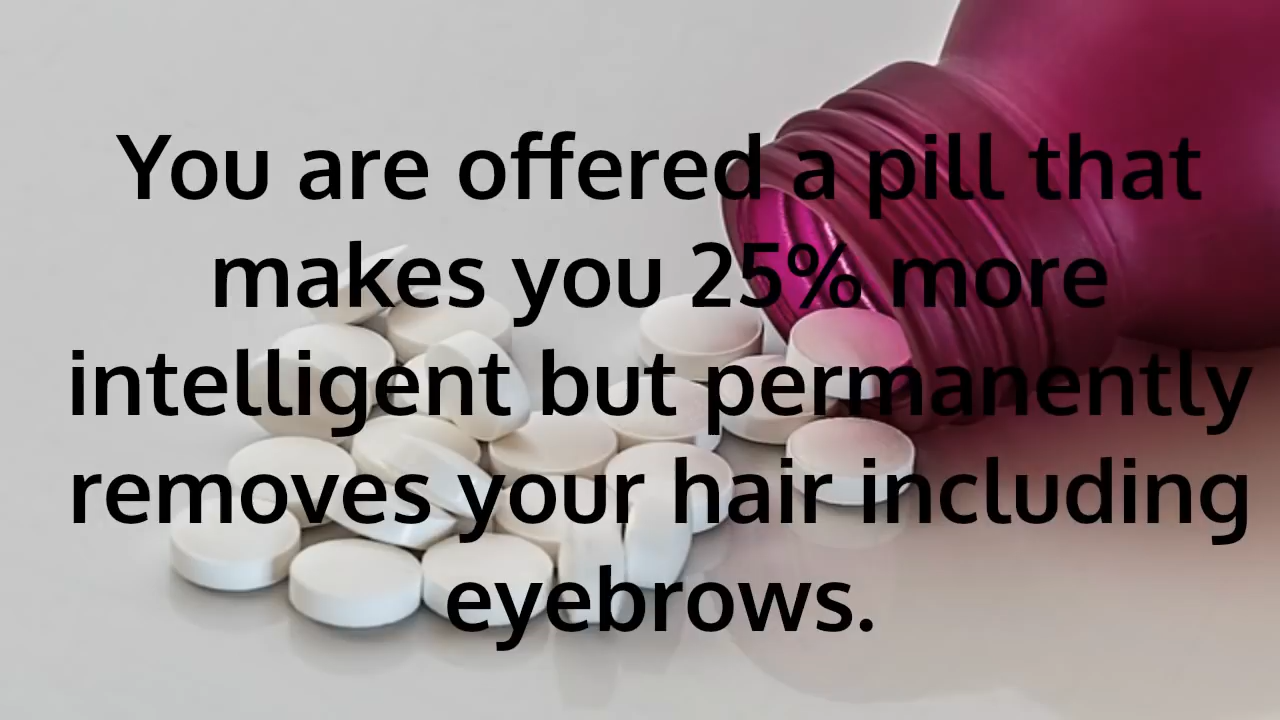 You are offered a pill that
makes you 25% more
intelligent but permanently
removes your hair including
eyebrows.